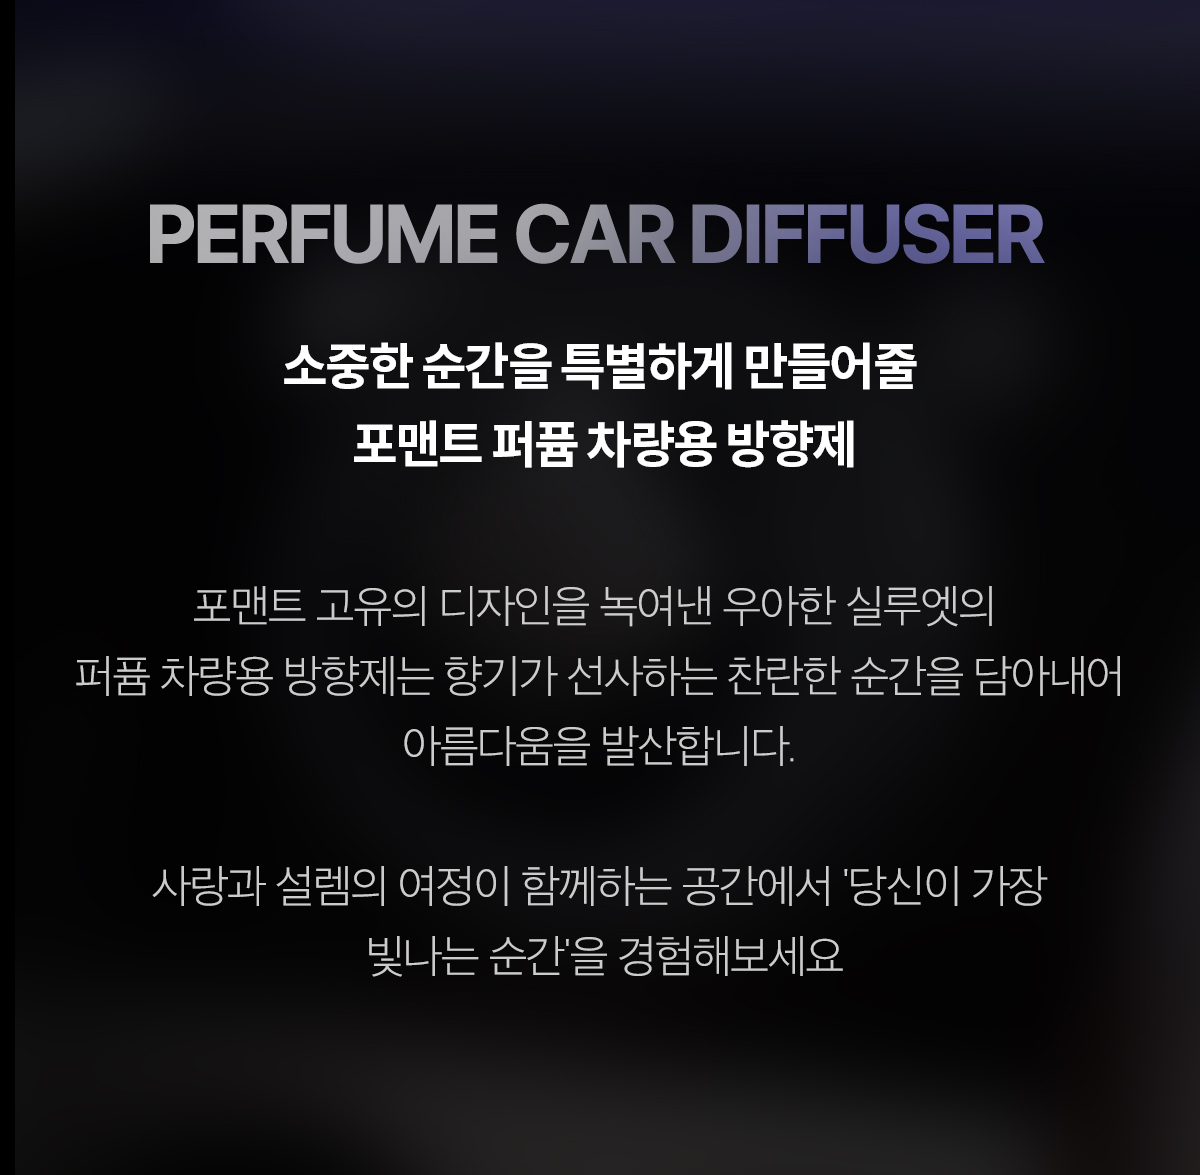 PERFUME CAR DIFFUSER
소중한 순간을 특별하게 만들어줄
포맨트 퍼퓸 차량용 방향제
포맨트 고유의 디자인을 녹여낸 우아한 실루엣의
퍼퓸 차량용 방향제는 향기가 선사하는 찬란한 순간을 담아내어
아름다움을 발산합니다.
사랑과 설렘의 여정이 함께하는 공간에서 '당신이 가장
빛나는 순간'을 경험해보세요